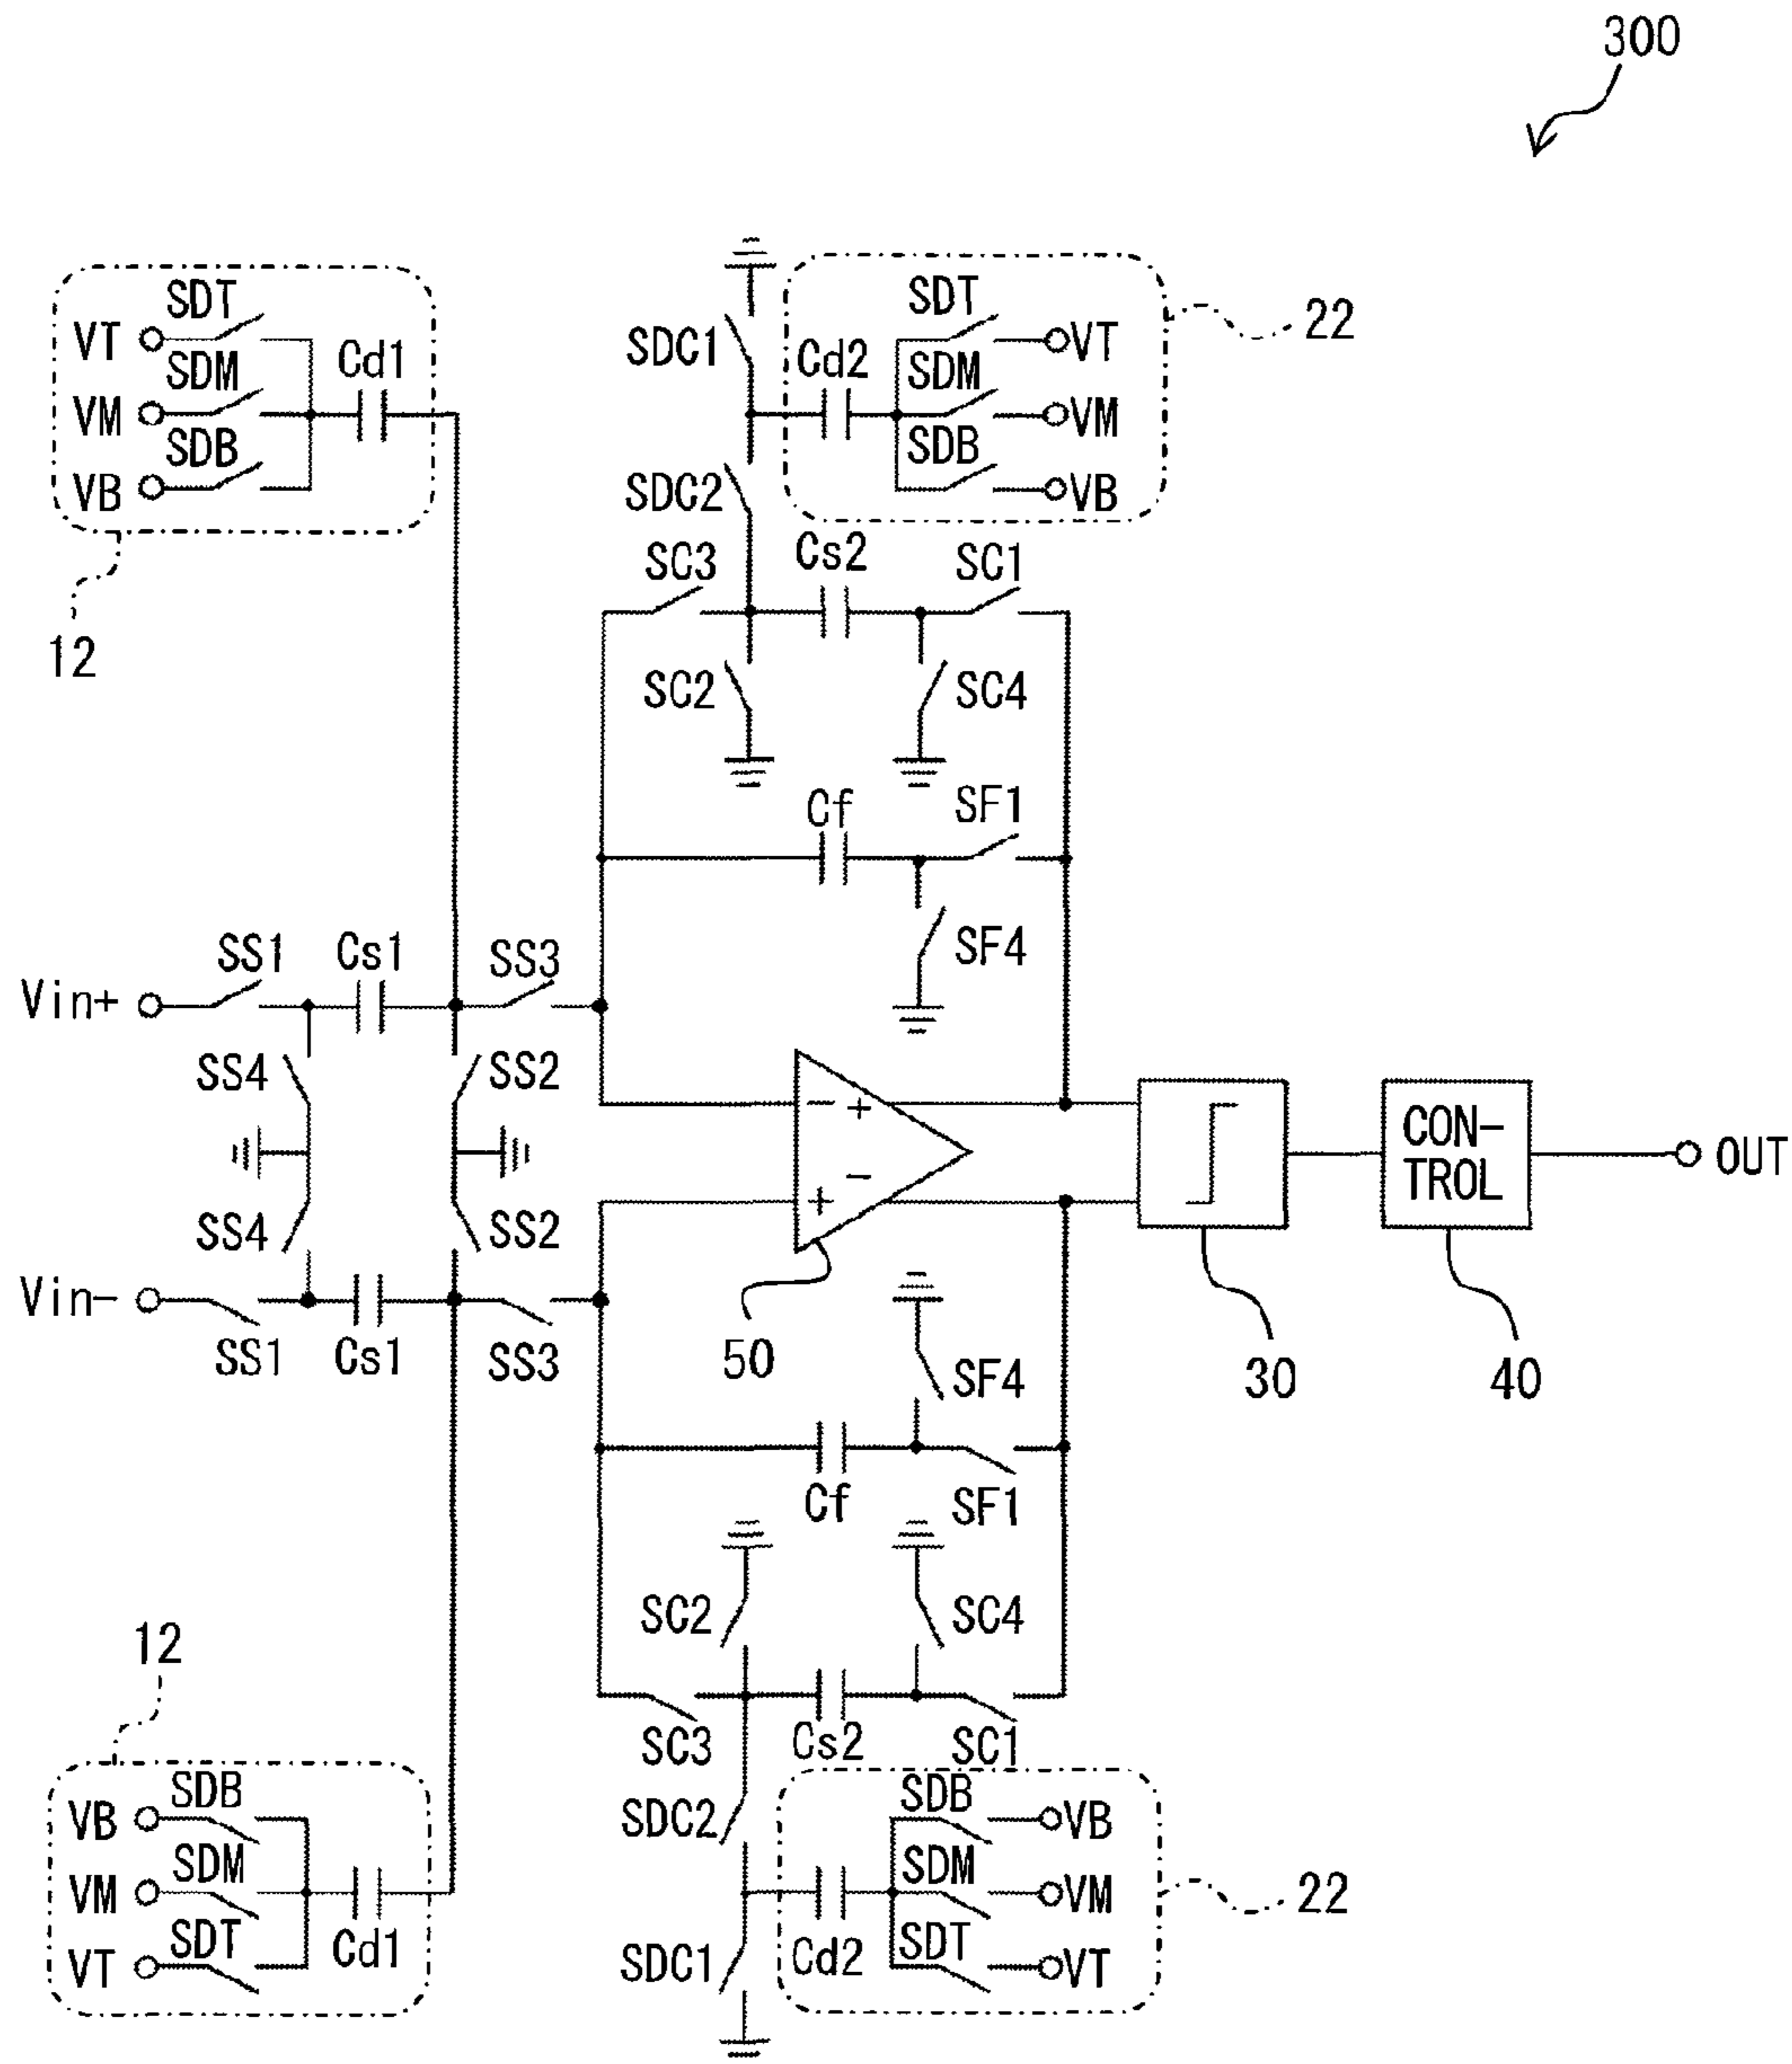 300
SDT
SDT
VT
Cd1
SDC1
Cd2
VT
22
SDM
SDM
VM
VM
SDB
SDB
VB
SDC2
VB
12
SC3
Cs2
SC1
SC2
SC4
Cf
SF1
SS1
Cs1
SS3
SF4
Vin+
SS4
SS2
- +
CON-
TROL
OUT
-
+
SS4
SS2
Vin-
SS1
Cs1
SS3
50
SF4
30
40
Cf
SF1
12
SC2
SC4
SC3
Cs2
SC1
SDB
SDB
VB
SDC2
VB
SDM
SDM
VM
VM
22
SDT
Cd1
Cd2
SDT
VT
SDC1
VT